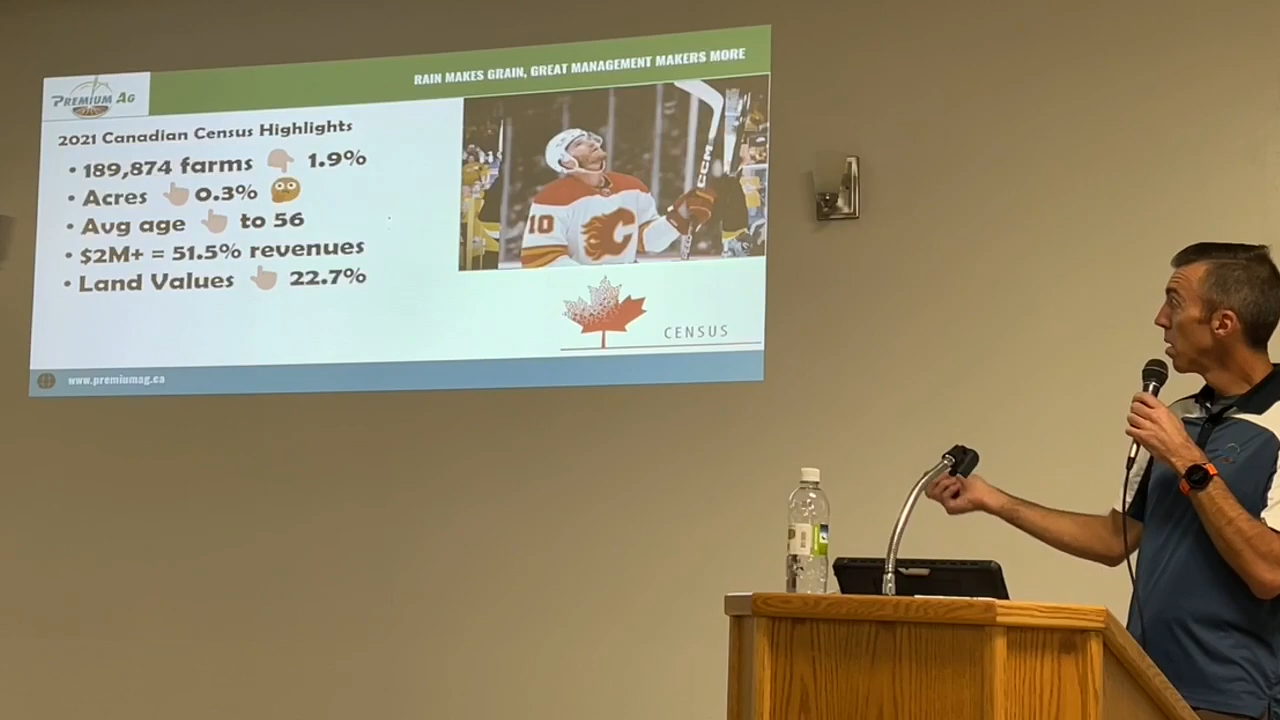 PREMIUM AG
RAIN MAKES GRAIN, GREAT MANAGEMENT MAKERS MORE
2021 Canadian Census Highlights
• 189,874 farms 👇🏼 1.9%
• Acres 👆🏼 0.3% 🤔
• Avg age 👆🏼 to 56
• $2M+ = 51.5% revenues
• Land Values 👆🏼 22.7%
10
C
CCM
CENSUS
www.premiumag.ca